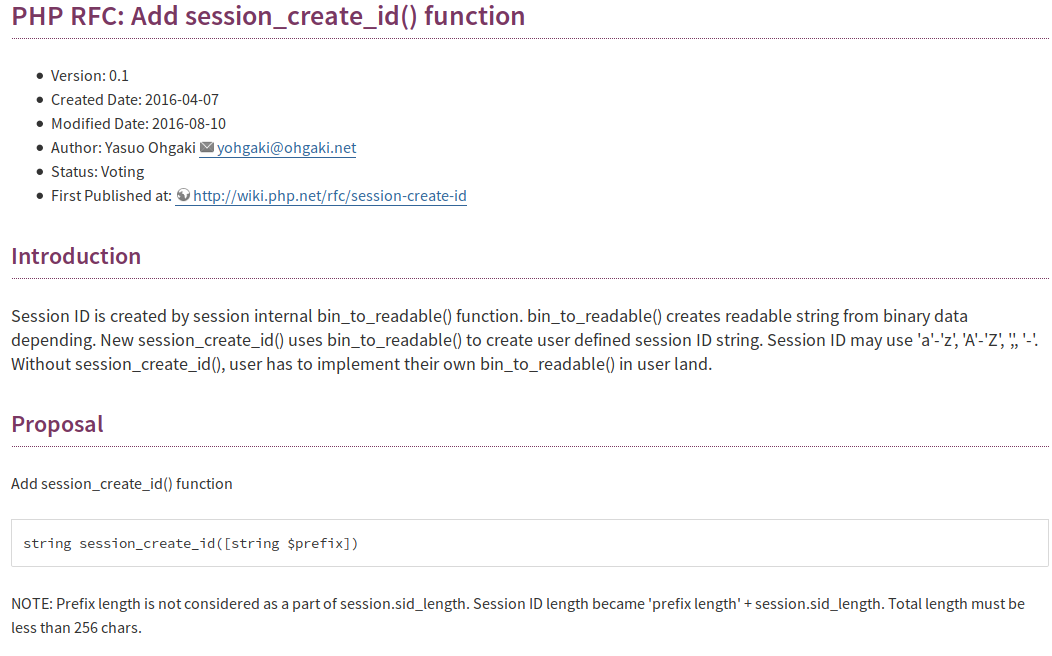 PHP RFC: Add session_create_id() function
Version: 0.1
Created Date: 2016-04-07
Modified Date: 2016-08-10
Author: Yasuo Ohgaki yohgaki@ohgaki.net
Status: Voting
First Published at: http://wiki.php.net/rfc/session-create-id
Introduction
Session ID is created by session internal bin_to_readable() function. bin_to_readable() creates readable string from binary data
depending. New session_create_id() uses bin_to_readable() to create user defined session ID string. Session ID may use 'a'-'z', 'A'-'Z', ',', '-'.
Without session_create_id(), user has to implement their own bin_to_readable() in user land.
Proposal
Add session_create_id() function
string session_create_id([string $prefix])
NOTE: Prefix length is not considered as a part of session.sid_length. Session ID length became 'prefix length' + session.sid_length. Total length must be
less than 256 chars.